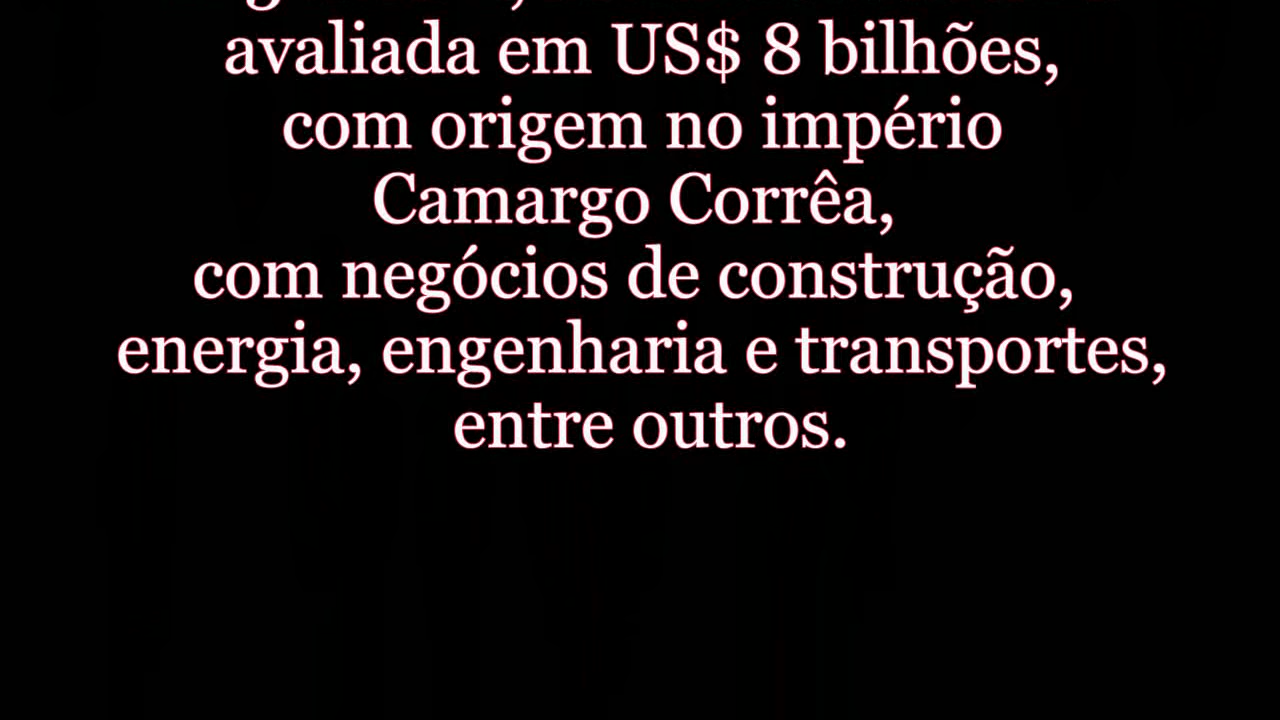 avaliada em US$ 8 bilhões,
com origem no império
Camargo Corrêa,
com negócios de construção,
energia, engenharia e transportes,
entre outros.